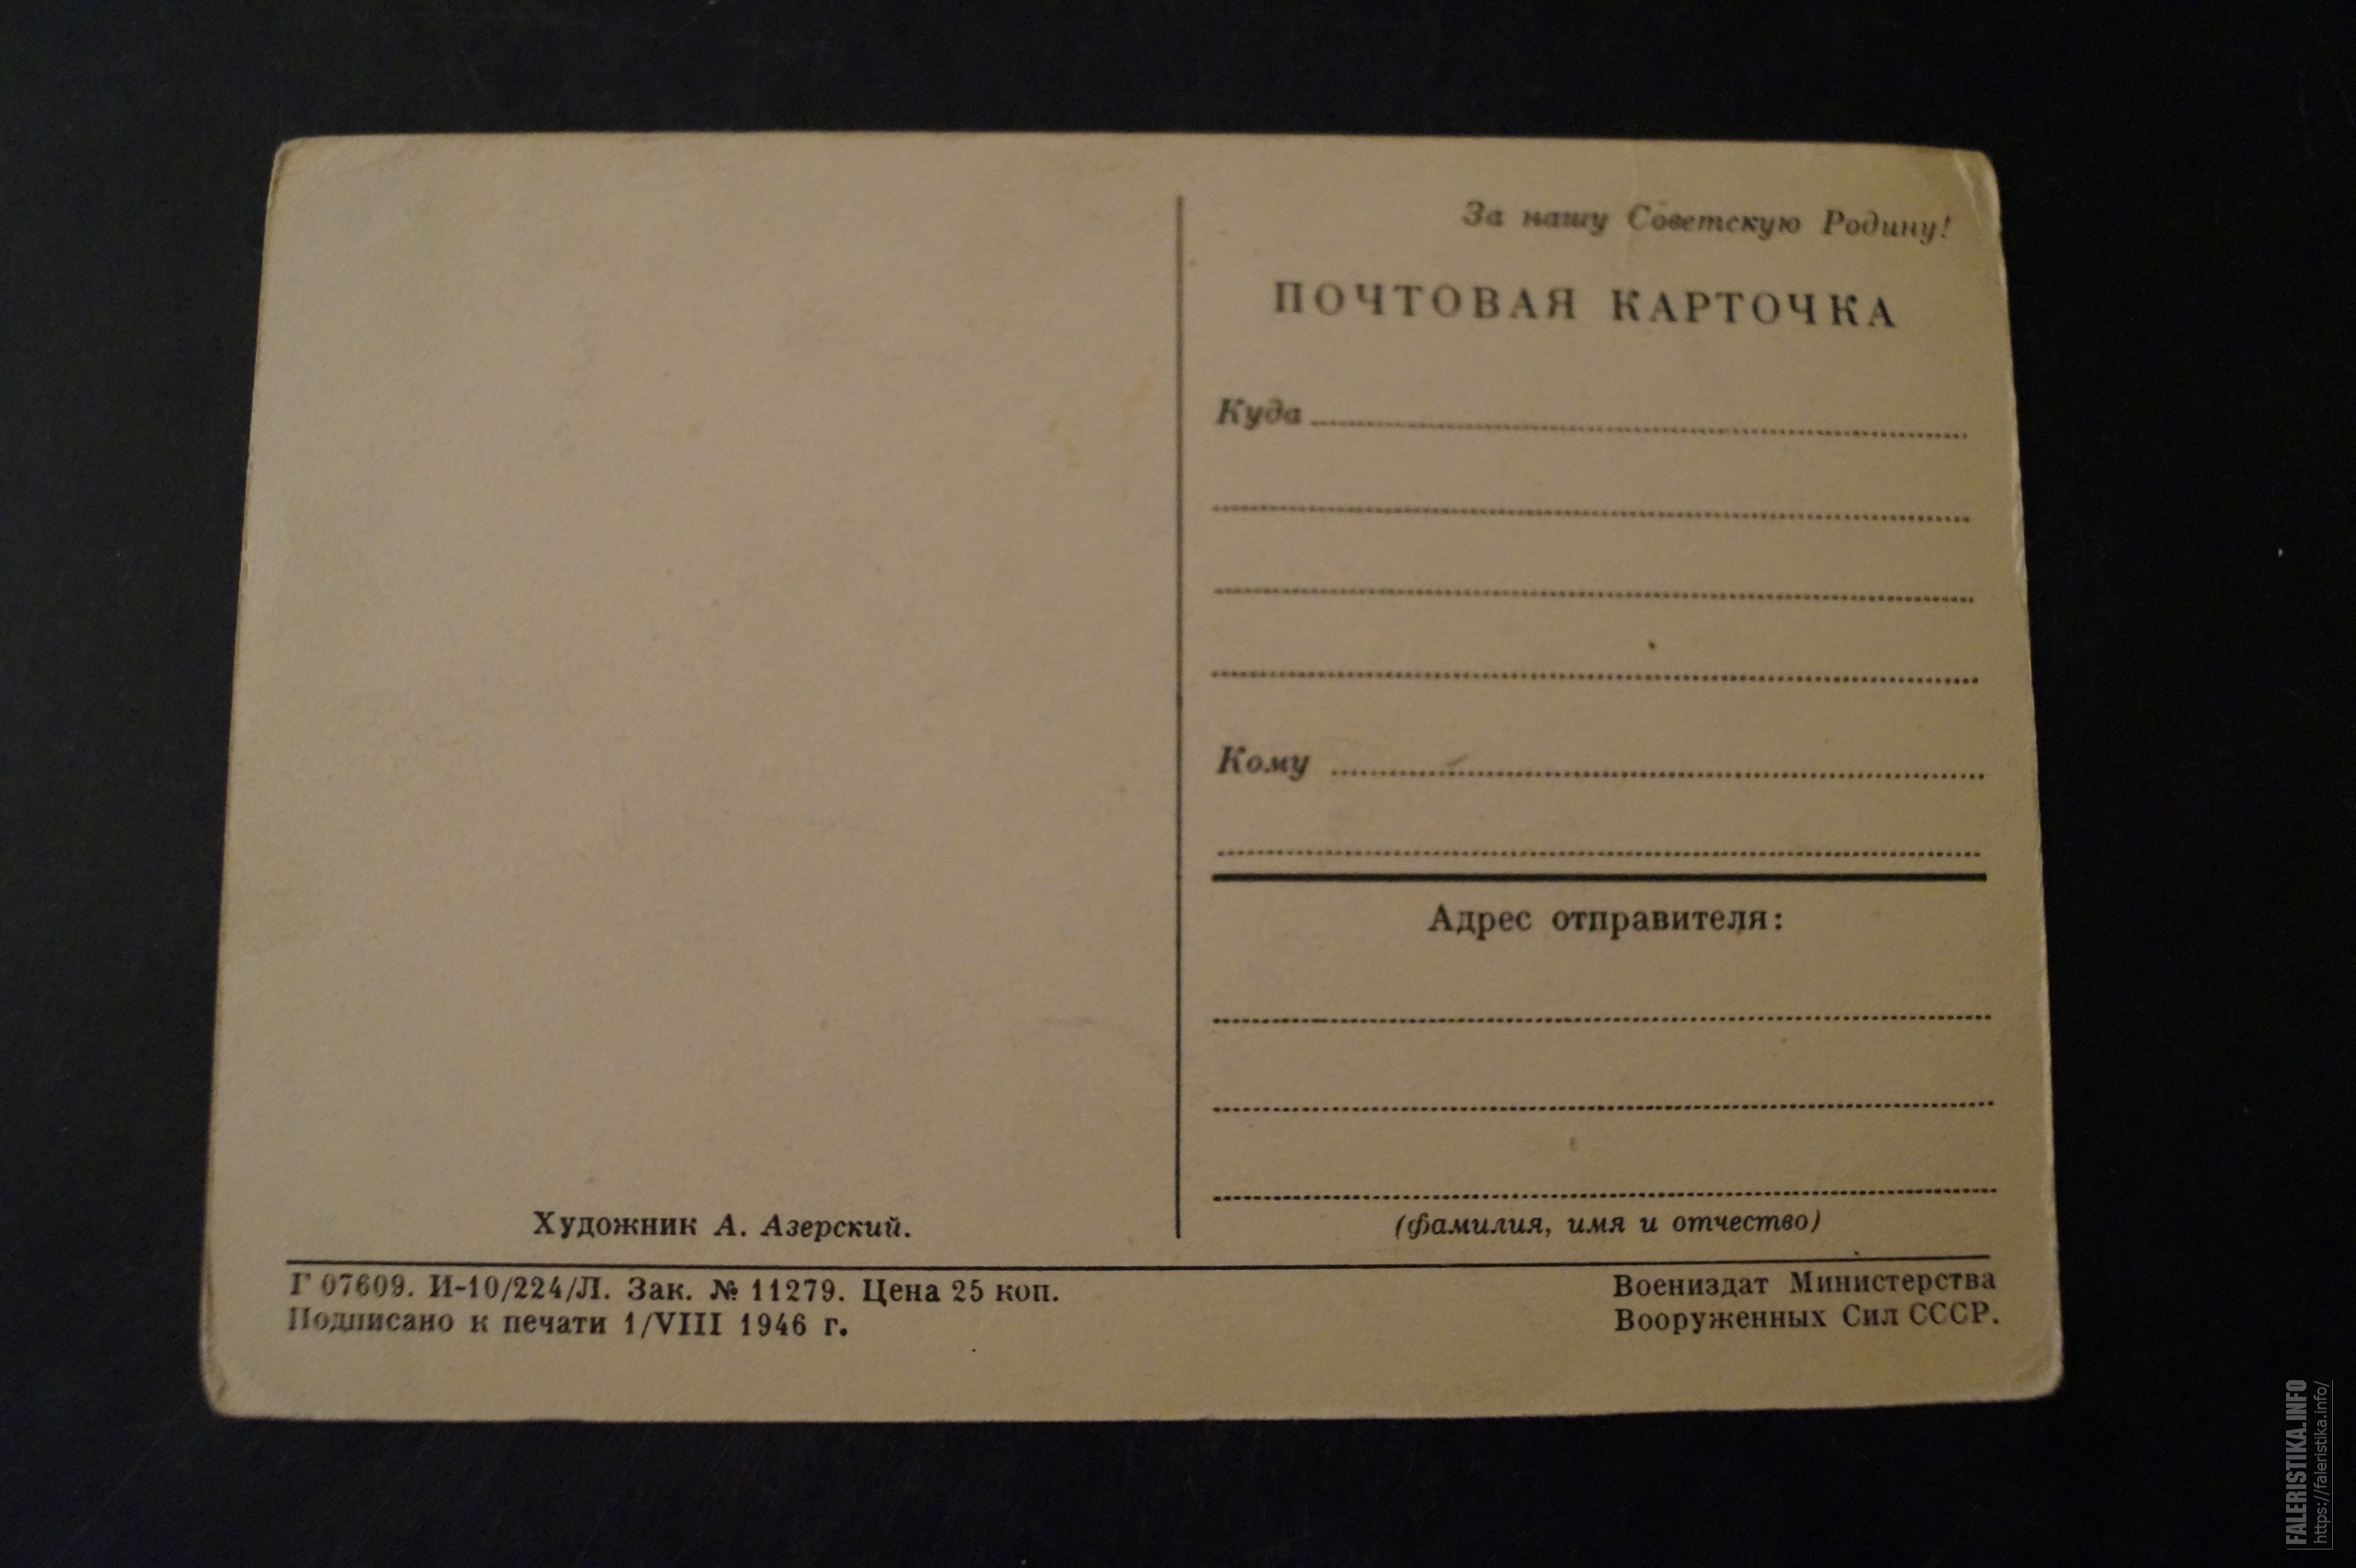 За нашу Советскую Родину!
ПОЧТОВАЯ КАРТОЧКА
Куда
Кому
Адрес отправителя:
(фамилия, имя и отчество)
Художник А. Азерский.
Г 07609. И-10/224/Л. Зак. № 11279. Цена 25 коп.
Подписано к печати 1/VIII 1946 г.
Воениздат Министерства
Вооруженных Сил СССР.
FALERISTIKA.INFO
https://faleristika.info/